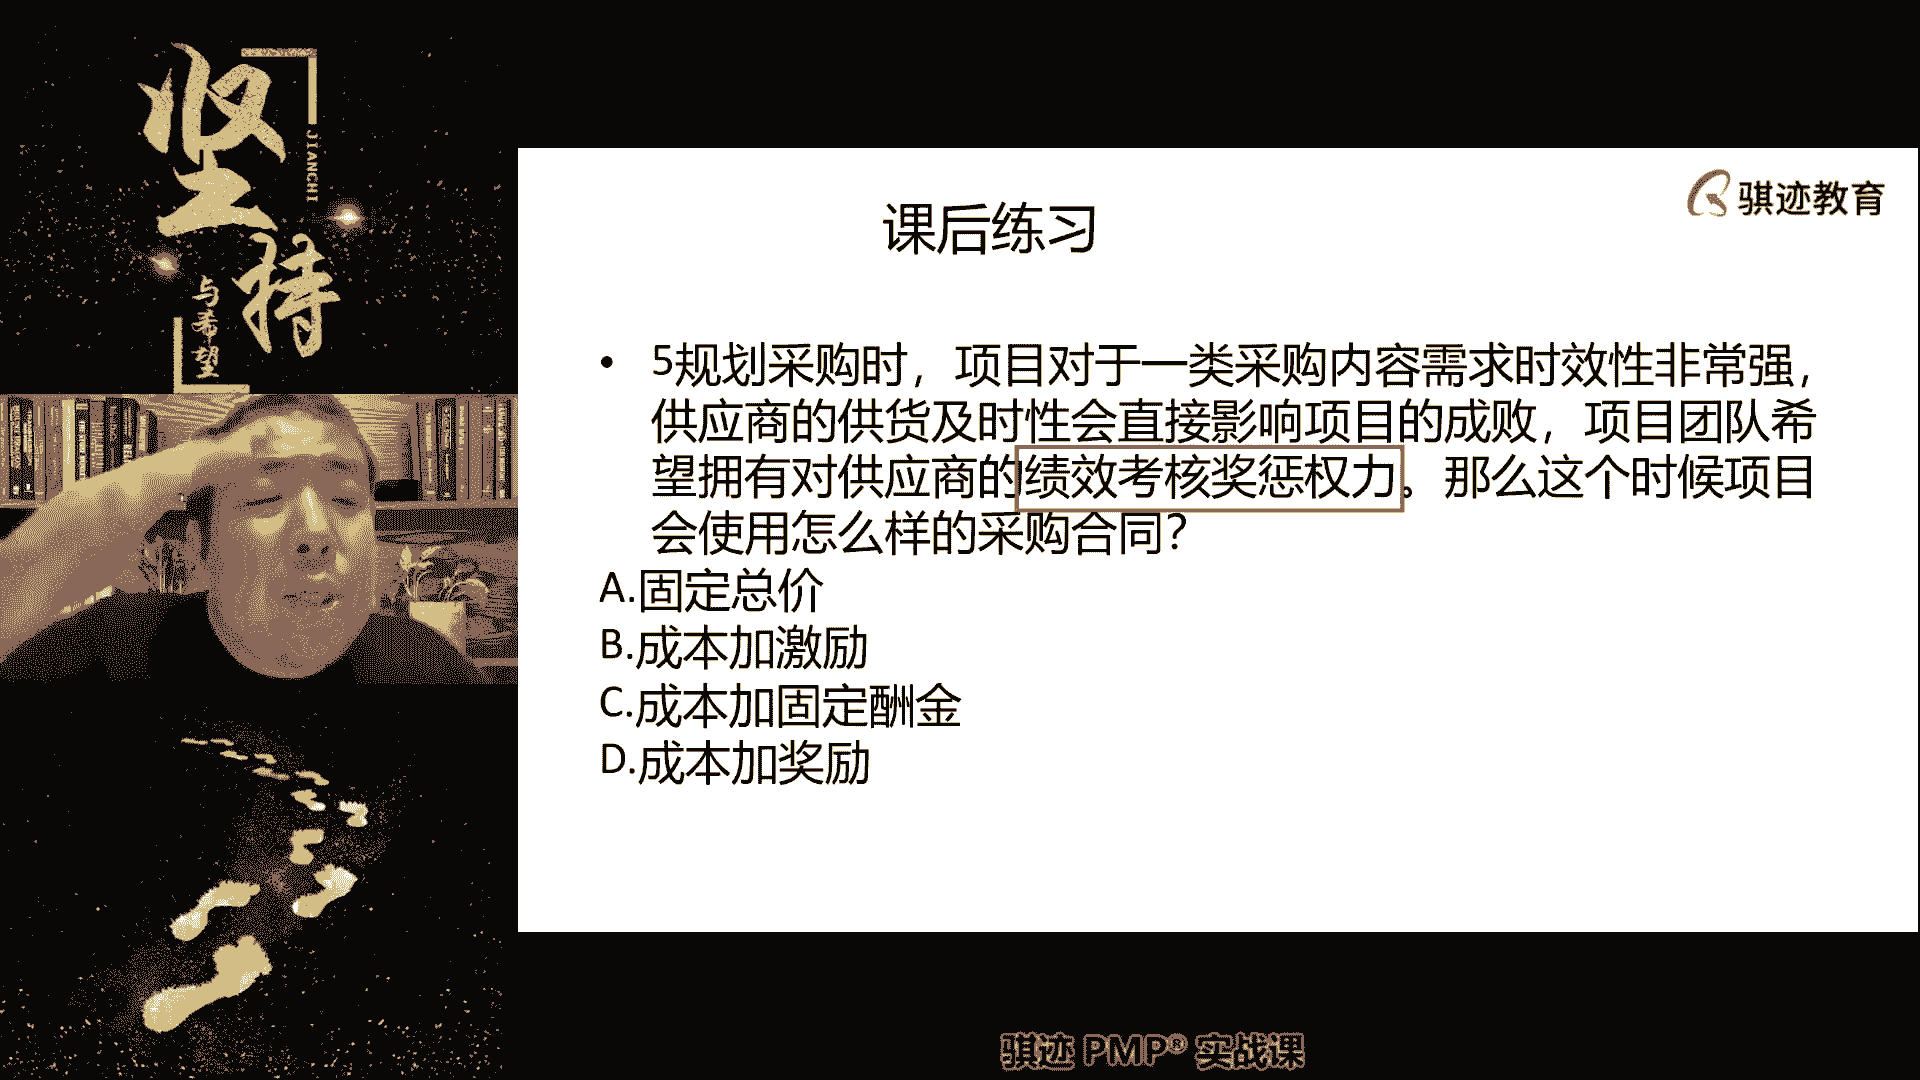 坚持
JIANCHI
与希望
骐迹教育
课后练习
• 5规划采购时，项目对于一类采购内容需求时效性非常强，
供应商的供货及时性会直接影响项目的成败，项目团队希
望拥有对供应商的绩效考核奖惩权力。那么这个时候项目
会使用怎么样的采购合同？
A.固定总价
B.成本加激励
C.成本加固定酬金
D.成本加奖励
骐迹 PMP® 实战课